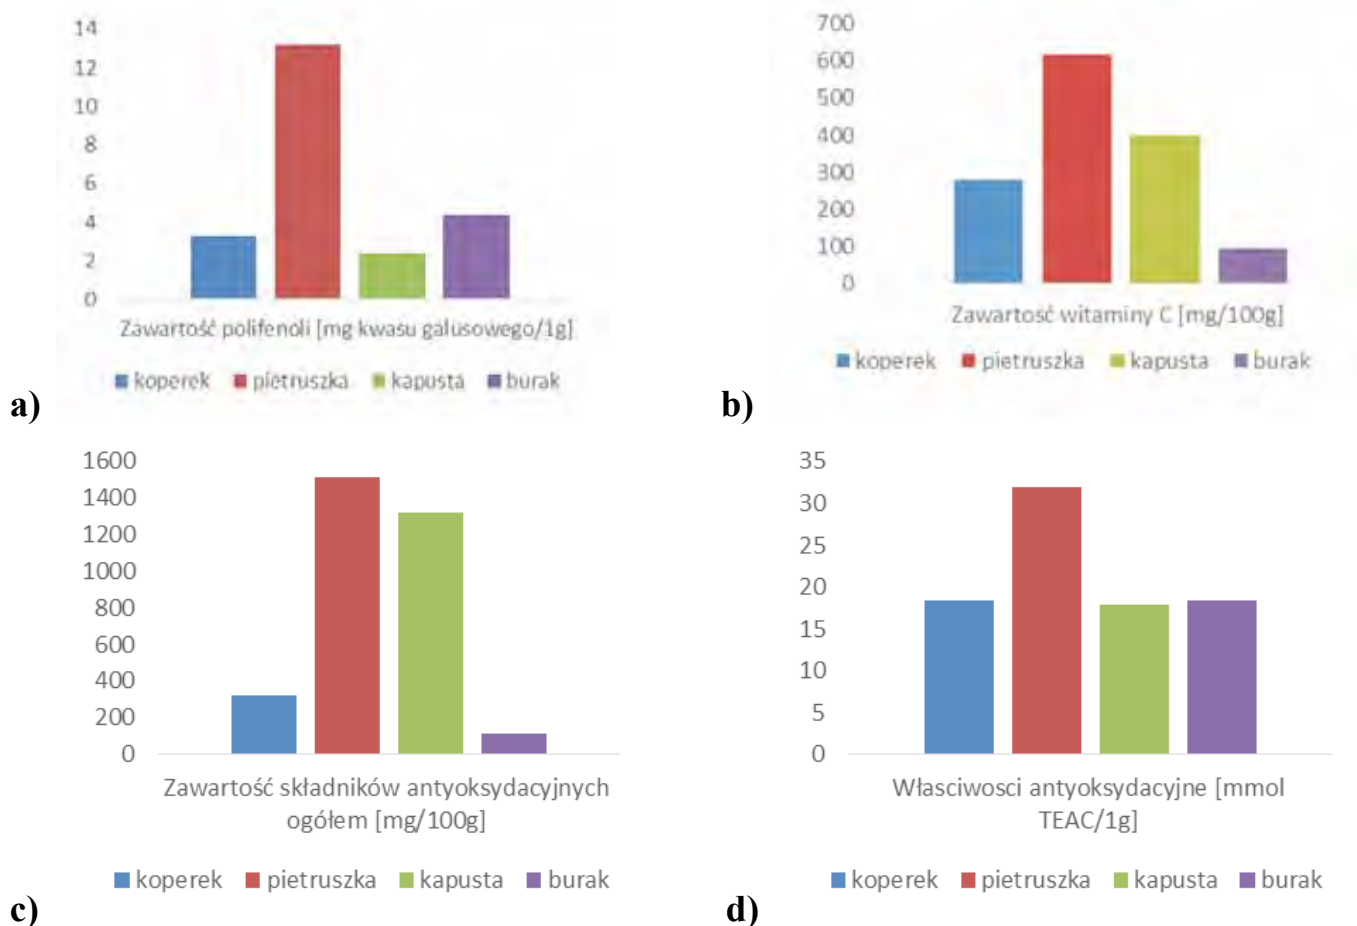 14
12
10
8
6
4
2
0
Zawartość polifenoli [mg kwasu galusowego/1g]
koperek pietruszka kapusta burak
a)
700
600
500
400
300
200
100
0
Zawartość witaminy C [mg/100g]
koperek pietruszka kapusta burak
b)
1600
1400
1200
1000
800
600
400
200
0
Zawartość składników antyoksydacyjnych
ogółem [mg/100g]
koperek pietruszka kapusta burak
c)
35
30
25
20
15
10
5
0
Własciwosci antyoksydacyjne [mmol
TEAC/1g]
koperek pietruszka kapusta burak
d)